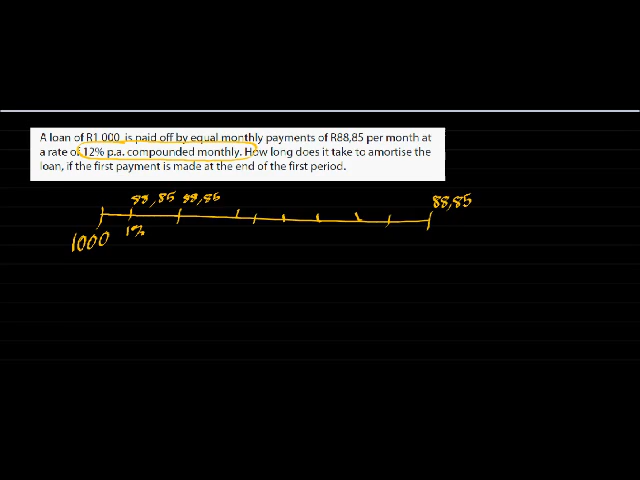 A loan of R1 000 is paid off by equal monthly payments of R88,85 per month at
a rate of 12% p.a. compounded monthly. How long does it take to amortise the
loan, if the first payment is made at the end of the first period.
88,85 88,85 88,85
1000 1%